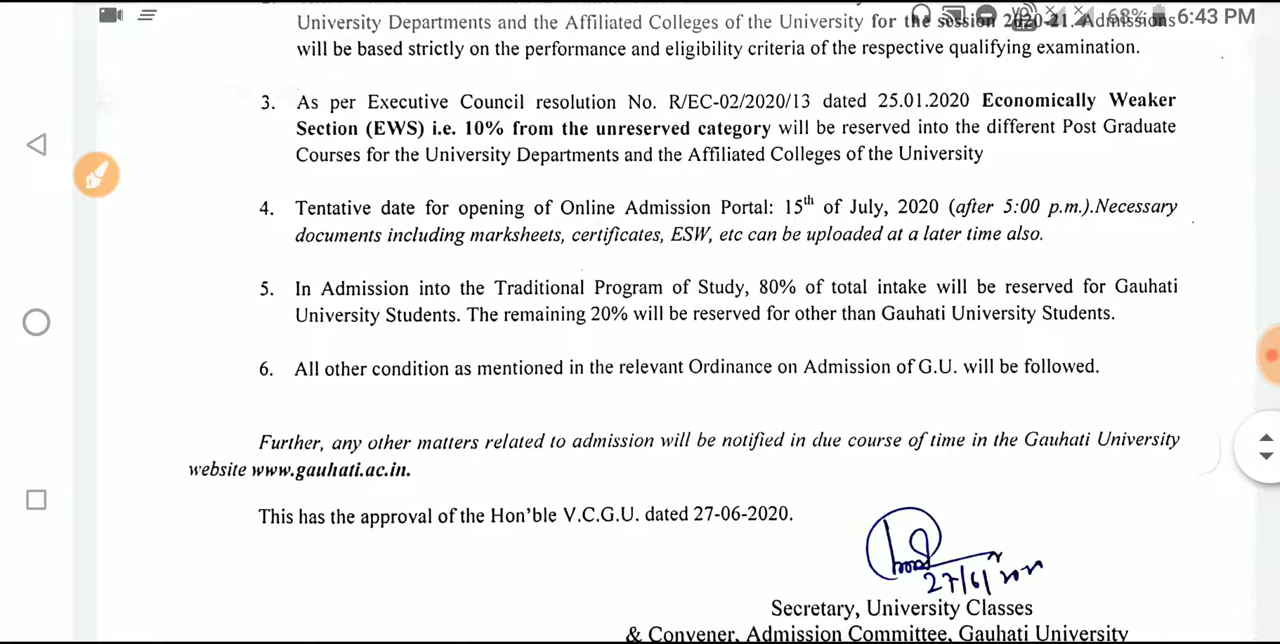 68% 6:43 PM
University Departments and the Affiliated Colleges of the University for the session 2020-21. Admissions
will be based strictly on the performance and eligibility criteria of the respective qualifying examination.
3. As per Executive Council resolution No. R/EC-02/2020/13 dated 25.01.2020 Economically Weaker
Section (EWS) i.e. 10% from the unreserved category will be reserved into the different Post Graduate
Courses for the University Departments and the Affiliated Colleges of the University
4. Tentative date for opening of Online Admission Portal: 15th of July, 2020 (after 5:00 p.m.).Necessary
documents including marksheets, certificates, ESW, etc can be uploaded at a later time also.
5. In Admission into the Traditional Program of Study, 80% of total intake will be reserved for Gauhati
University Students. The remaining 20% will be reserved for other than Gauhati University Students.
6. All other condition as mentioned in the relevant Ordinance on Admission of G.U. will be followed.
Further, any other matters related to admission will be notified in due course of time in the Gauhati University
website www.gauhati.ac.in.
This has the approval of the Hon'ble V.C.G.U. dated 27-06-2020.
27/6/
Secretary, University Classes
& Convener, Admission Committee, Gauhati University